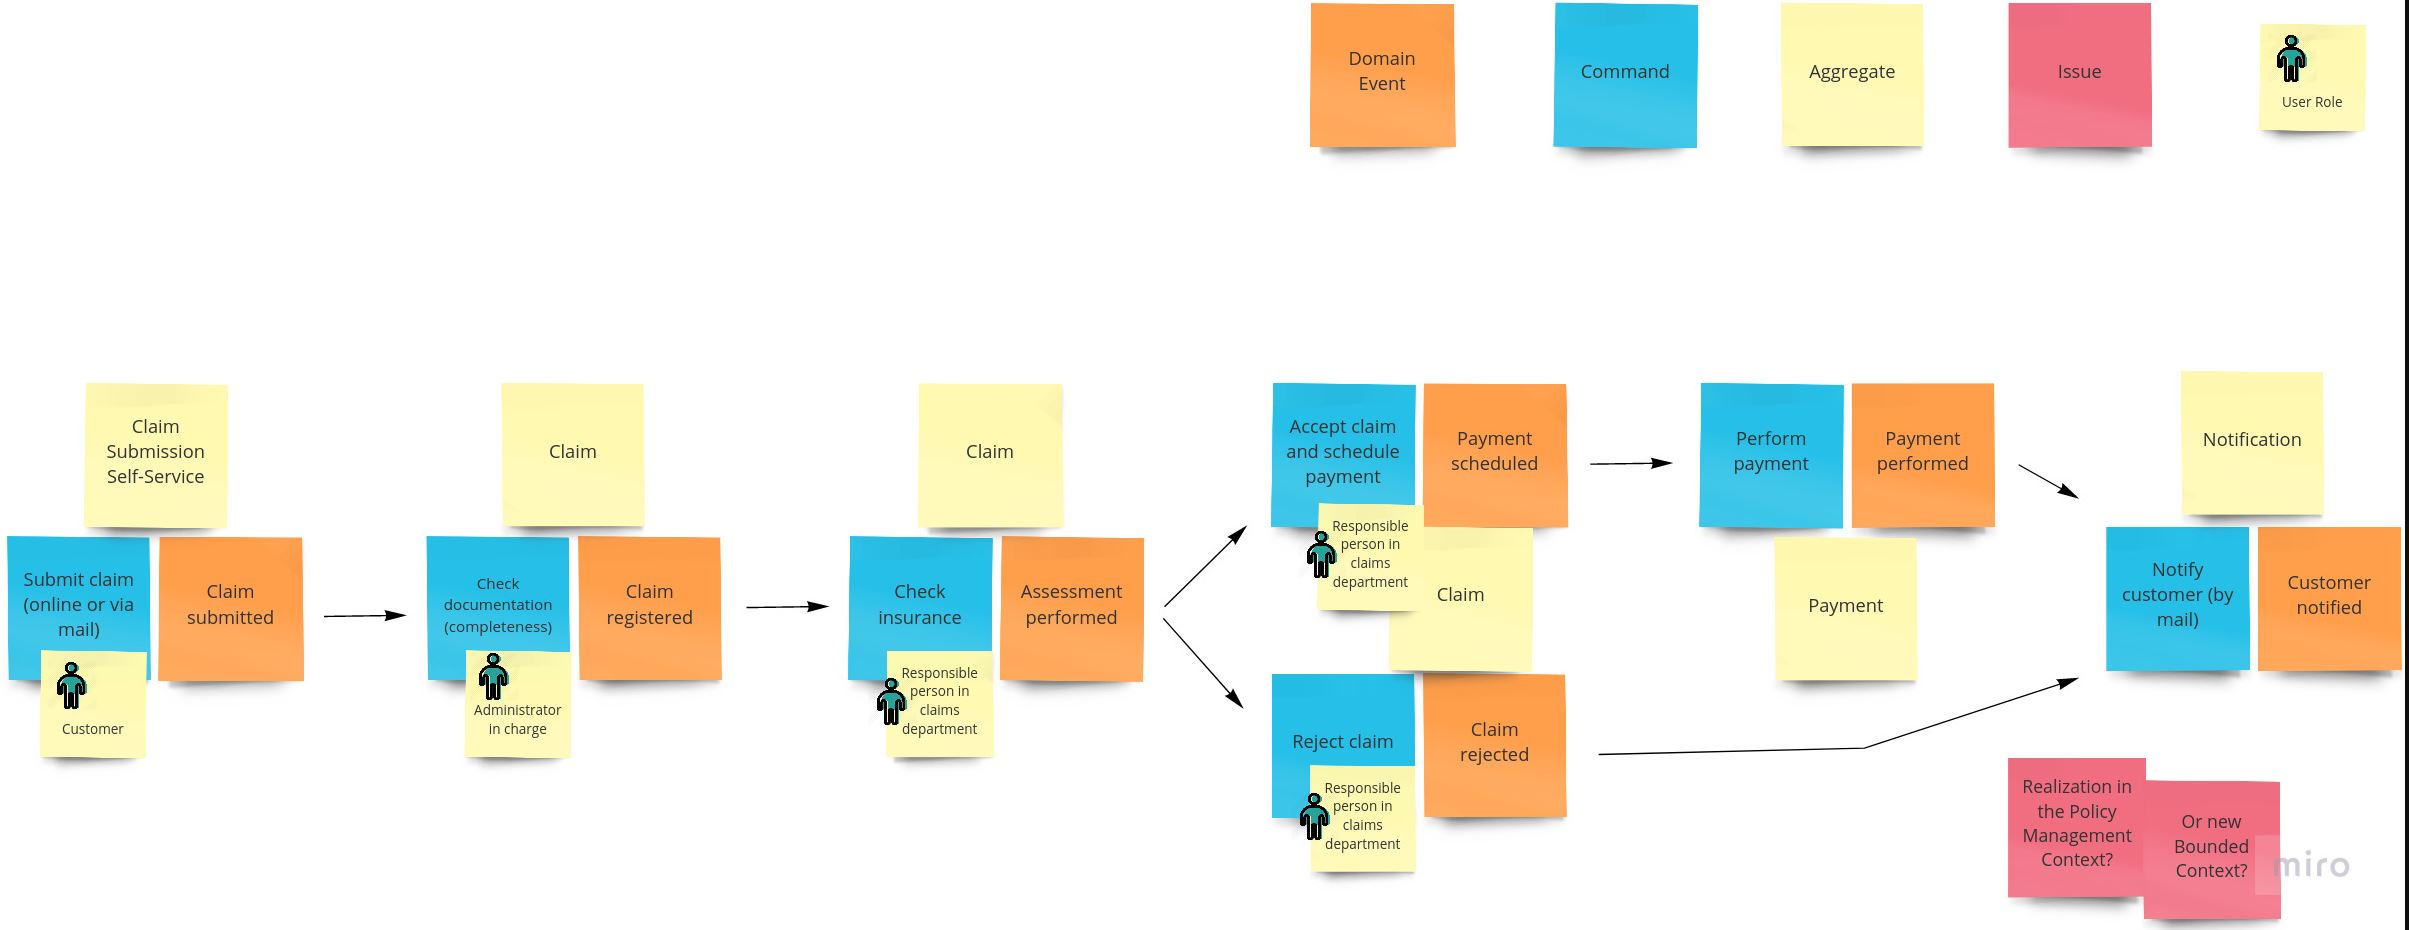 Domain
Event
Command
Aggregate
Issue
User Role
Claim
Submission
Self-Service
Submit claim
(online or via
mail)
Claim
submitted
Customer
Claim
Check
documentation
(completeness)
Claim
registered
Administrator
in charge
Claim
Check
insurance
Assessment
performed
Responsible
person in
claims
department
Accept claim
and schedule
payment
Payment
scheduled
Responsible
person in
claims
department
Claim
Reject claim
Claim
rejected
Responsible
person in
claims
department
Perform
payment
Payment
performed
Payment
Notification
Notify
customer (by
mail)
Customer
notified
Realization in
the Policy
Management
Context?
Or new
Bounded
Context?
miro